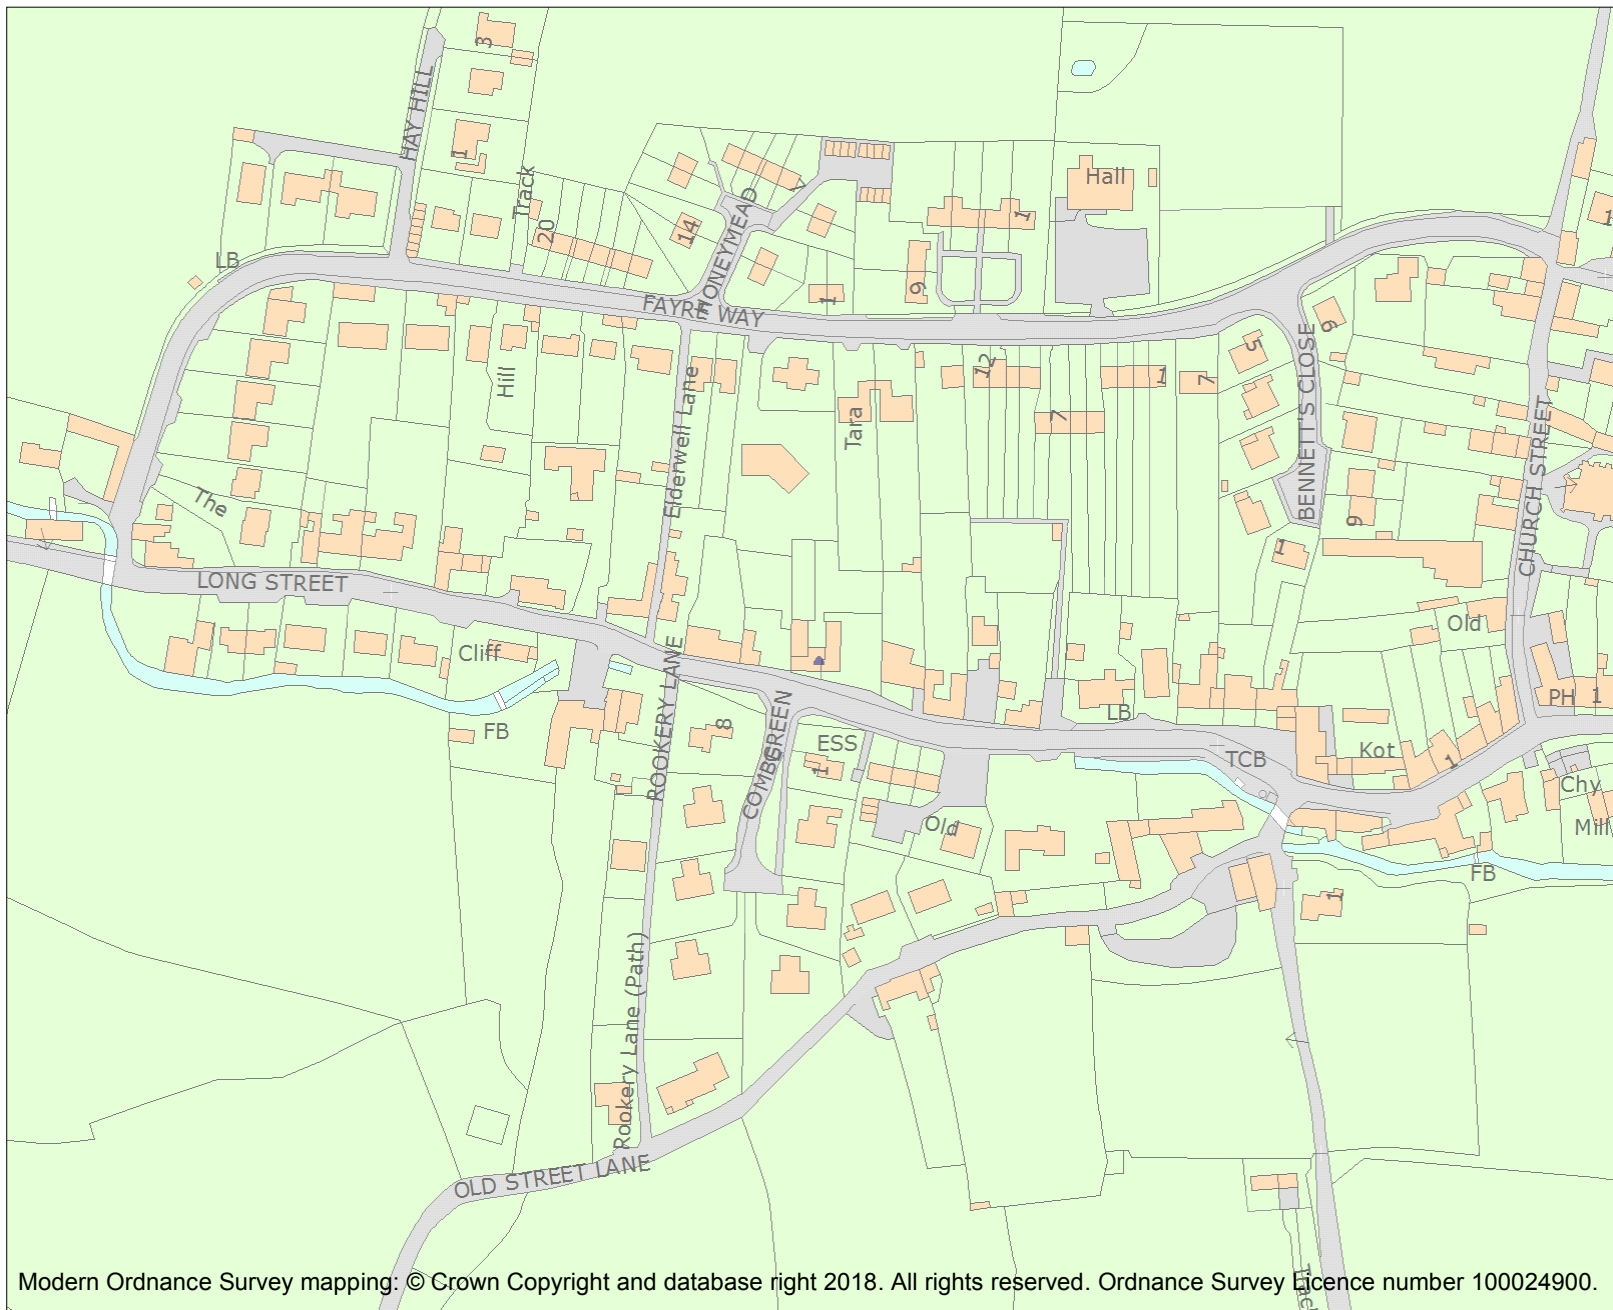 3
HAY HILL
1
Track
20
14
HONEYMEAD
7
1
Hall
1
LB
FAYRE WAY
1
9
6
5
BENNETT'S CLOSE
Hill
Elderwell Lane
Tara
12
1
7
7
CHURCH STREET
The
9
1
LONG STREET
Old
Cliff
ROOKERY LANE
PH
1
FB
8
COMBE GREEN
ESS
1
LB
TCB
Kot
1
Chy
Old
Mill
FB
1
Rookery Lane (Path)
OLD STREET LANE
Modern Ordnance Survey mapping: © Crown Copyright and database right 2018. All rights reserved. Ordnance Survey Licence number 100024900.